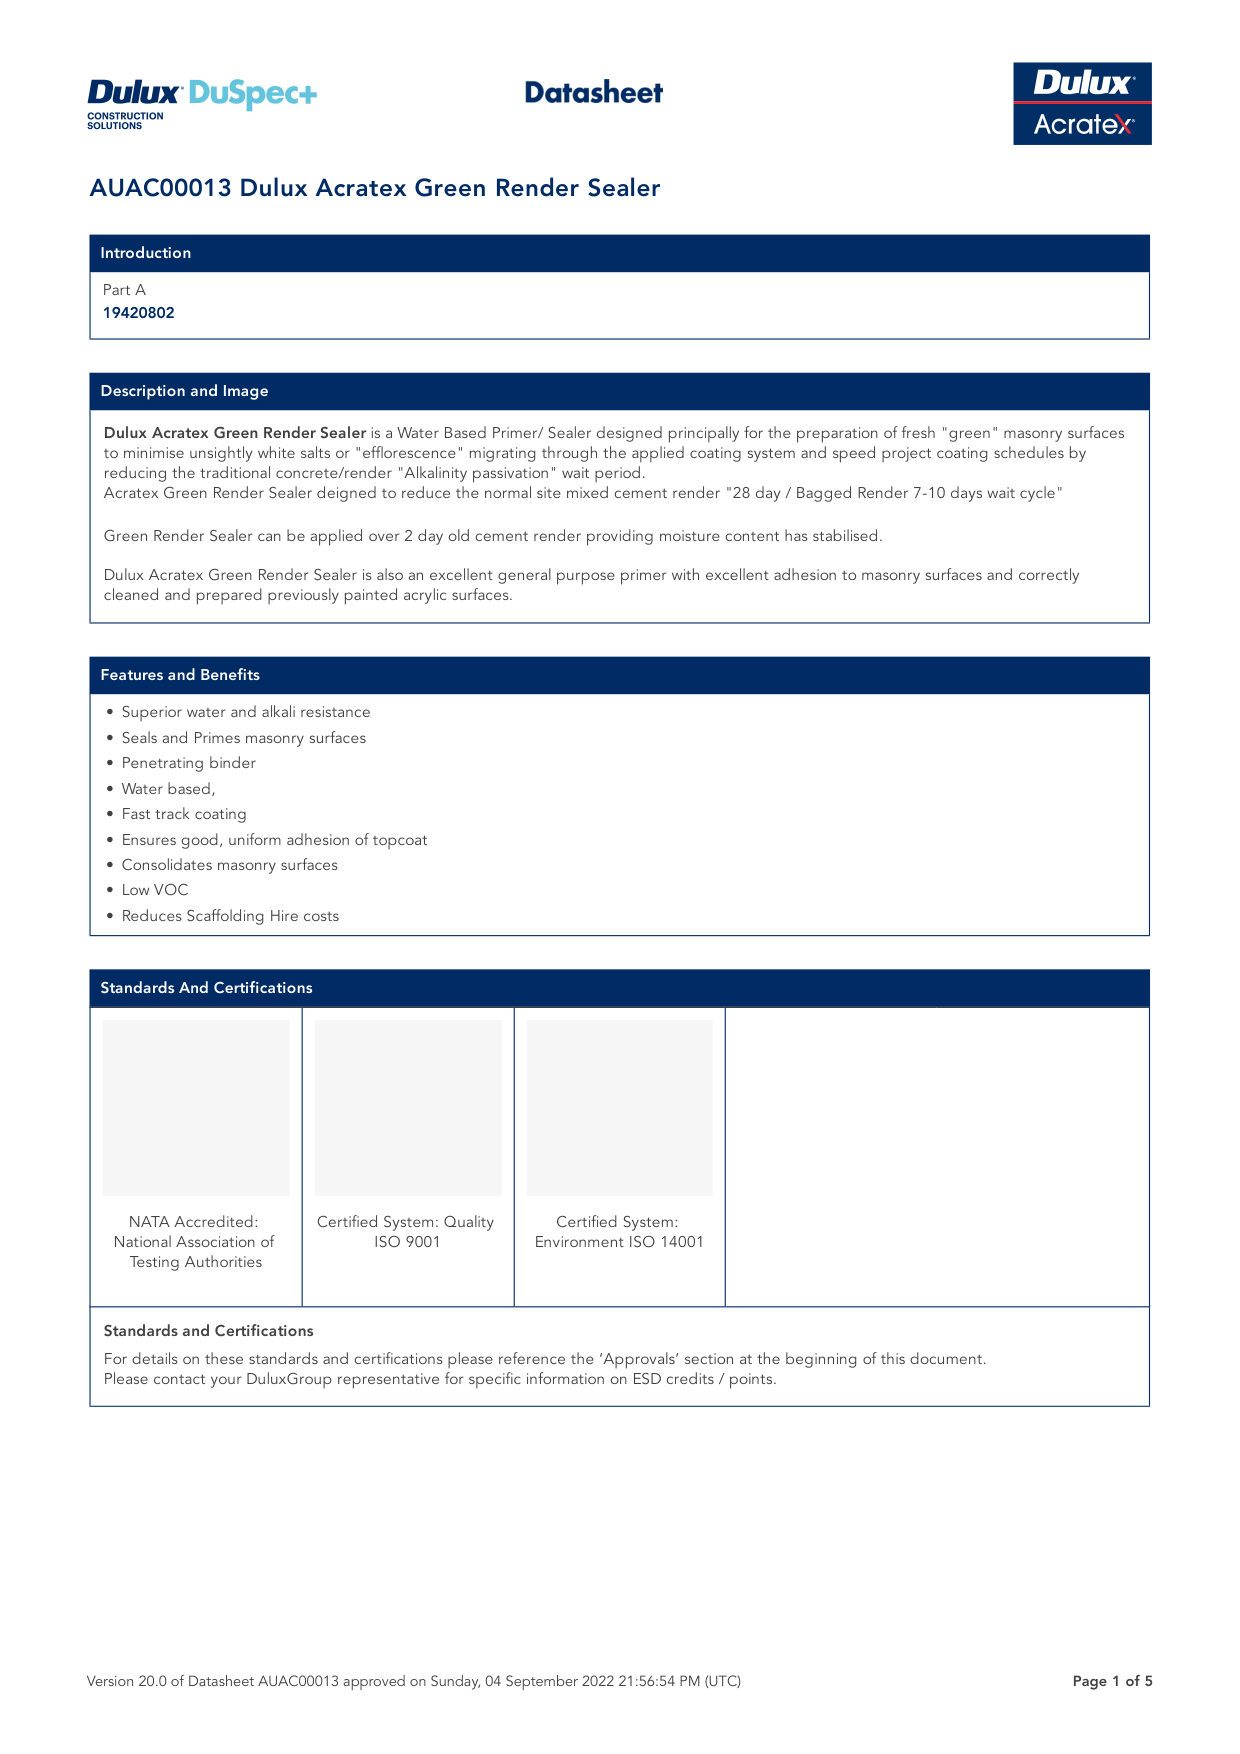 Dulux DuSpec+
CONSTRUCTION
SOLUTIONS
Datasheet
Dulux
Acratex
AUAC00013 Dulux Acratex Green Render Sealer
Introduction
Part A
19420802
Description and Image
Dulux Acratex Green Render Sealer is a Water Based Primer/ Sealer designed principally for the preparation of fresh "green" masonry surfaces
to minimise unsightly white salts or "efflorescence" migrating through the applied coating system and speed project coating schedules by
reducing the traditional concrete/render "Alkalinity passivation" wait period.
Acratex Green Render Sealer deigned to reduce the normal site mixed cement render "28 day / Bagged Render 7-10 days wait cycle"
Green Render Sealer can be applied over 2 day old cement render providing moisture content has stabilised.
Dulux Acratex Green Render Sealer is also an excellent general purpose primer with excellent adhesion to masonry surfaces and correctly
cleaned and prepared previously painted acrylic surfaces.
Features and Benefits
• Superior water and alkali resistance
• Seals and Primes masonry surfaces
• Penetrating binder
• Water based,
• Fast track coating
• Ensures good, uniform adhesion of topcoat
• Consolidates masonry surfaces
• Low VOC
• Reduces Scaffolding Hire costs
Standards And Certifications
NATA Accredited:
National Association of
Testing Authorities
Certified System: Quality
ISO 9001
Certified System:
Environment ISO 14001
Standards and Certifications
For details on these standards and certifications please reference the ‘Approvals’ section at the beginning of this document.
Please contact your DuluxGroup representative for specific information on ESD credits / points.
Version 20.0 of Datasheet AUAC00013 approved on Sunday, 04 September 2022 21:56:54 PM (UTC)
Page 1 of 5